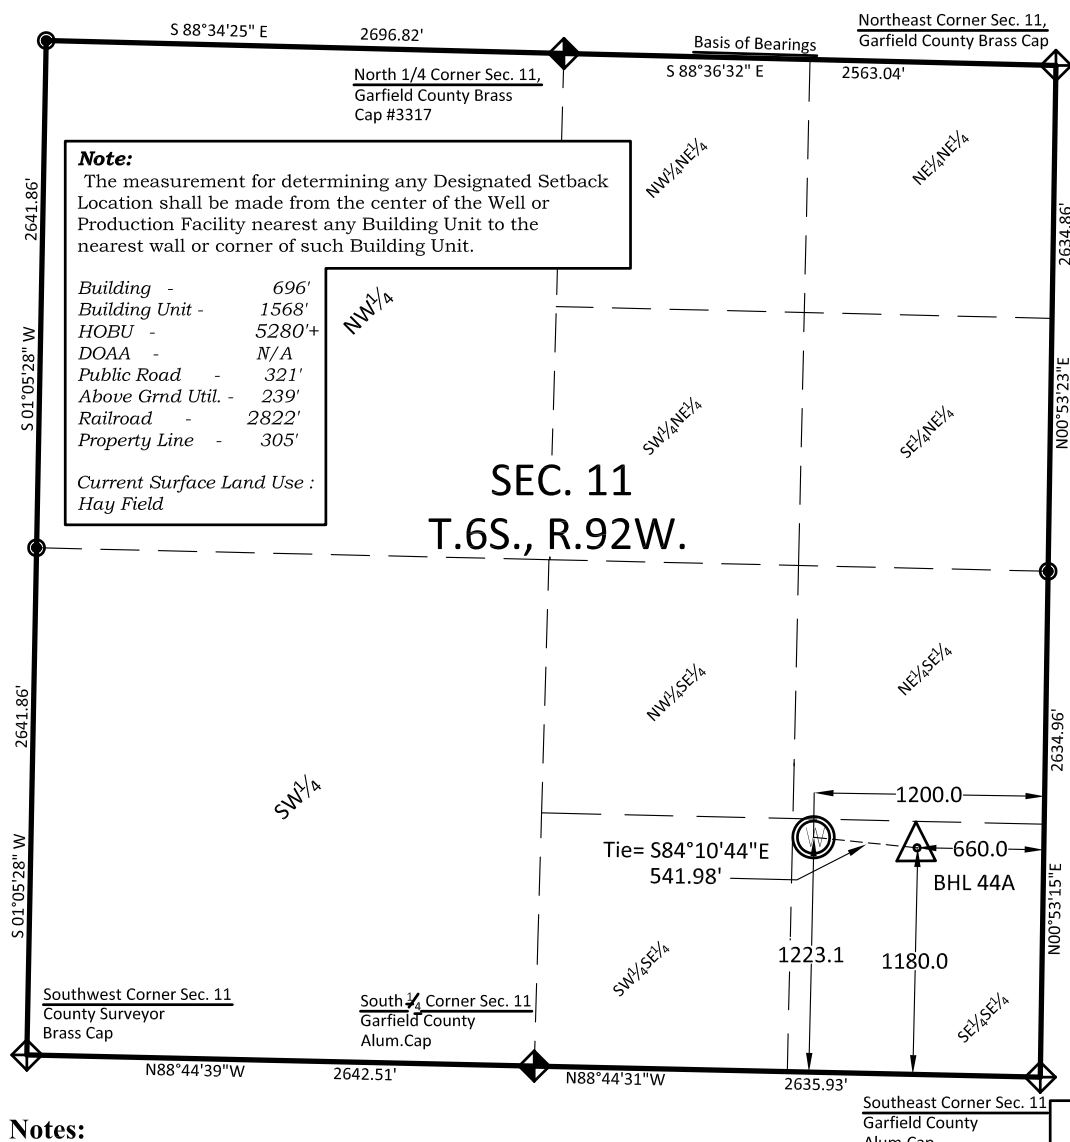 Northeast Corner Sec. 11,
Garfield County Brass Cap
S 88°34'25" E
2696.82'
Basis of Bearings
S 88°36'32" E
2563.04'
North 1/4 Corner Sec. 11,
Garfield County Brass
Cap #3317
NW¼NE¼
NE¼NE¼
Note:
The measurement for determining any Designated Setback
Location shall be made from the center of the Well or
Production Facility nearest any Building Unit to the
nearest wall or corner of such Building Unit.
Building - 696'
Building Unit - 1568'
HOBU - 5280'+
DOAA - N/A
Public Road - 321'
Above Grnd Util. - 239'
Railroad - 2822'
Property Line - 305'
Current Surface Land Use :
Hay Field
2641.86'
S 01°05'28" W
NW¼
2634.86'
N00°53'23"E
SW¼NE¼
SE¼NE¼
SEC. 11
T.6S., R.92W.
NW¼SE¼
NE¼SE¼
2641.86'
S 01°05'28" W
SW¼
2634.96'
N00°53'15"E
1200.0
W
Tie= S84°10'44"E
541.98'
660.0
BHL 44A
1223.1
1180.0
SW¼SE¼
SE¼SE¼
Southwest Corner Sec. 11
County Surveyor
Brass Cap
South ¼ Corner Sec. 11
Garfield County
Alum.Cap
N88°44'39"W
2642.51'
N88°44'31"W
2635.93'
Southeast Corner Sec. 11
Garfield County
Alum.Cap
Notes: